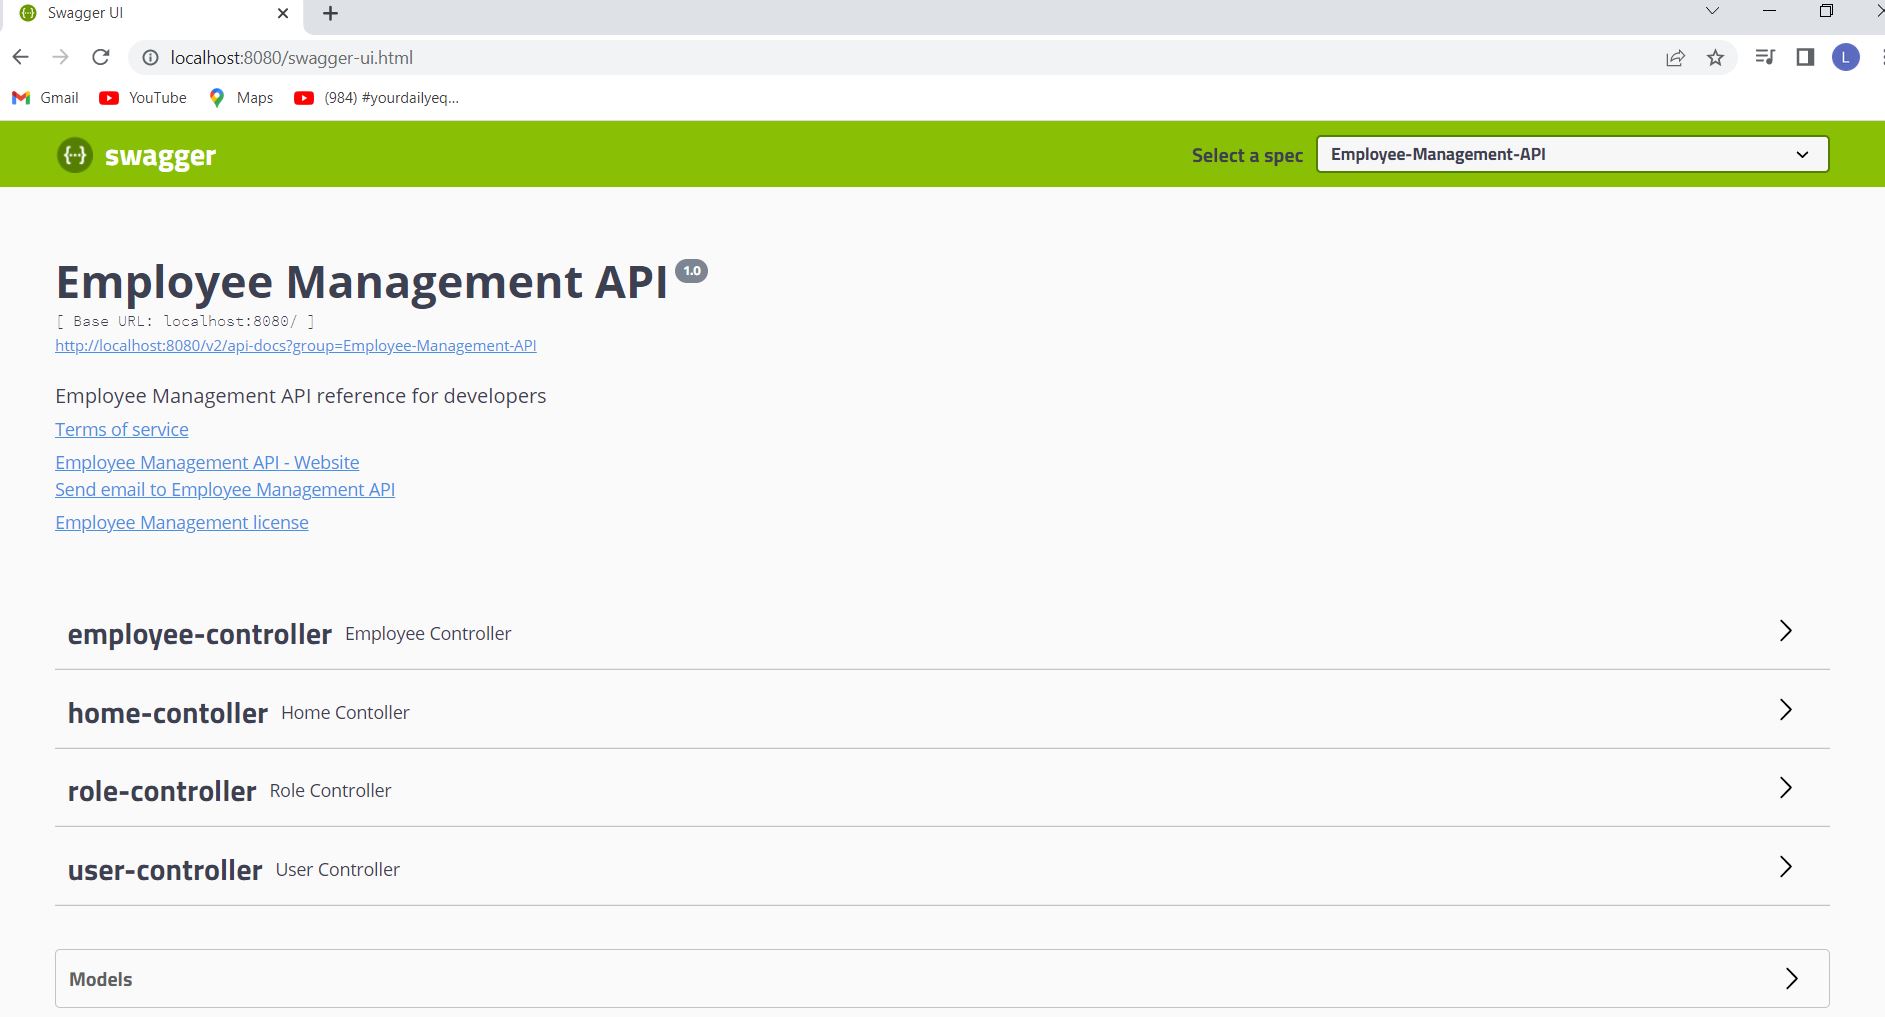 Swagger UI
localhost:8080/swagger-ui.html
L
Gmail YouTube Maps (984) #yourdailyeq...
{...} swagger Select a spec Employee-Management-API
Employee Management API 1.0
[ Base URL: localhost:8080/ ]
http://localhost:8080/v2/api-docs?group=Employee-Management-API
Employee Management API reference for developers
Terms of service
Employee Management API - Website
Send email to Employee Management API
Employee Management license
employee-controller Employee Controller
home-contoller Home Contoller
role-controller Role Controller
user-controller User Controller
Models